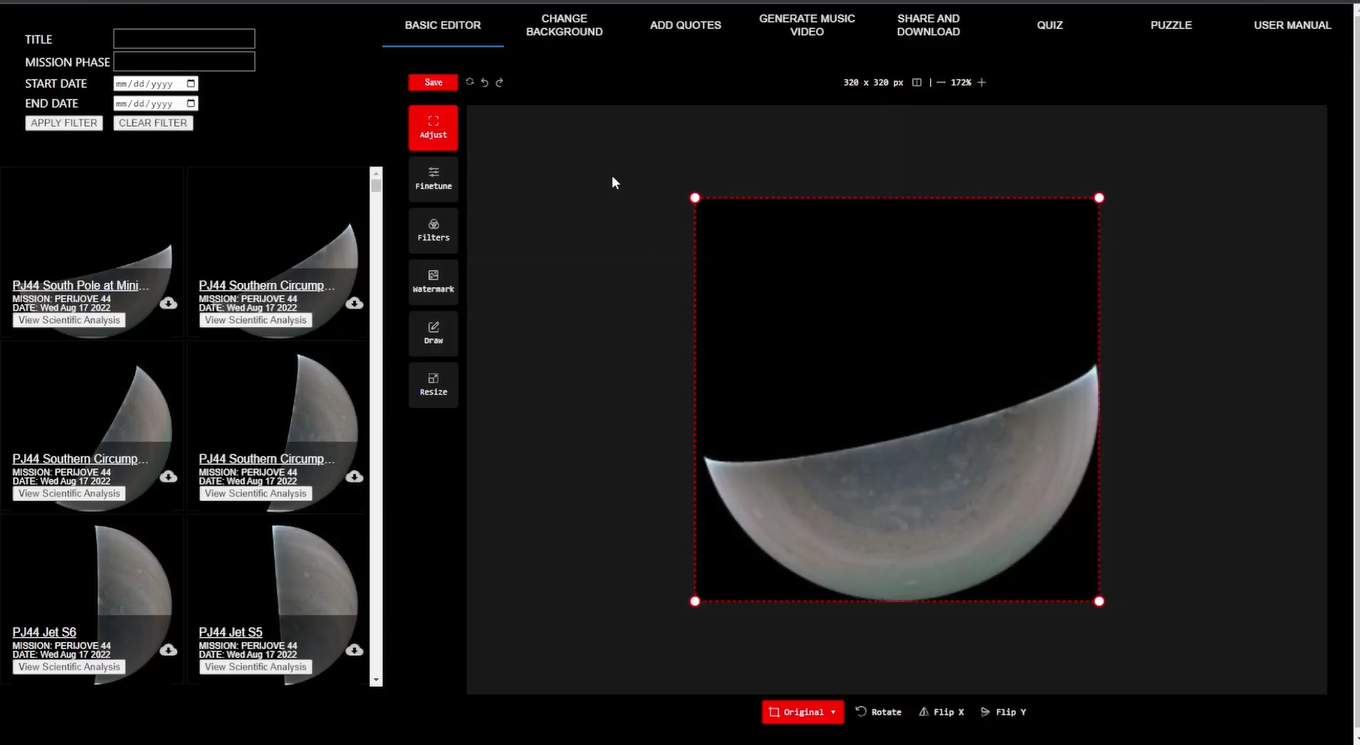 BASIC EDITOR
CHANGE
BACKGROUND
ADD QUOTES
GENERATE MUSIC
VIDEO
SHARE AND
DOWNLOAD
QUIZ
PUZZLE
USER MANUAL
TITLE
MISSION PHASE
START DATE mm/dd/yyyy
END DATE mm/dd/yyyy
APPLY FILTER CLEAR FILTER
Save
320 x 320 px | 172%
Adjust
Finetune
Filters
Watermark
Draw
Resize
PJ44 South Pole at Mini...
MISSION: PERIJOVE 44
DATE: Wed Aug 17 2022
View Scientific Analysis
PJ44 Southern Circump...
MISSION: PERIJOVE 44
DATE: Wed Aug 17 2022
View Scientific Analysis
PJ44 Southern Circump...
MISSION: PERIJOVE 44
DATE: Wed Aug 17 2022
View Scientific Analysis
PJ44 Southern Circump...
MISSION: PERIJOVE 44
DATE: Wed Aug 17 2022
View Scientific Analysis
PJ44 Jet S6
MISSION: PERIJOVE 44
DATE: Wed Aug 17 2022
View Scientific Analysis
PJ44 Jet S5
MISSION: PERIJOVE 44
DATE: Wed Aug 17 2022
View Scientific Analysis
Original Rotate Flip X Flip Y